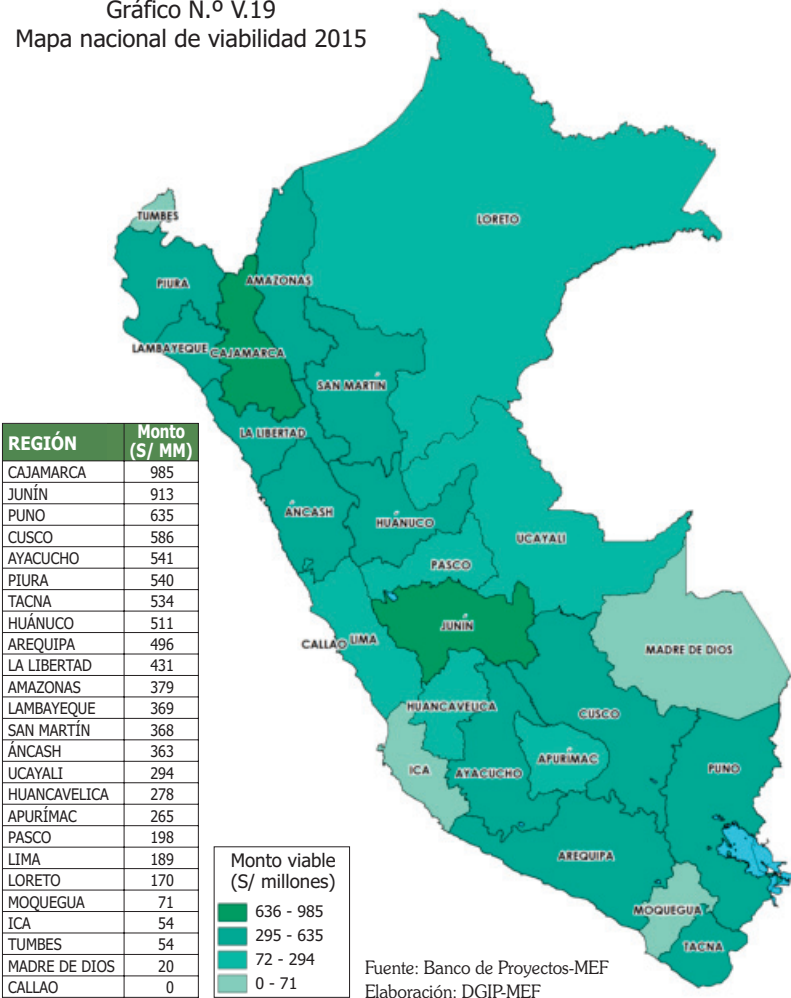 Gráfico N.º V.19
Mapa nacional de viabilidad 2015
TUMBES
LORETO
PIURA
AMAZONAS
LAMBAYEQUE
CAJAMARCA
SAN MARTÍN
LA LIBERTAD
ÁNCASH
HUÁNUCO
UCAYALI
PASCO
CALLAO
LIMA
JUNÍN
MADRE DE DIOS
HUANCAVELICA
CUSCO
ICA
AYACUCHO
APURÍMAC
PUNO
AREQUIPA
MOQUEGUA
TACNA
REGIÓN Monto (S/ MM)
CAJAMARCA 985
JUNÍN 913
PUNO 635
CUSCO 586
AYACUCHO 541
PIURA 540
TACNA 534
HUÁNUCO 511
AREQUIPA 496
LA LIBERTAD 431
AMAZONAS 379
LAMBAYEQUE 369
SAN MARTÍN 368
ÁNCASH 363
UCAYALI 294
HUANCAVELICA 278
APURÍMAC 265
PASCO 198
LIMA 189
LORETO 170
MOQUEGUA 71
ICA 54
TUMBES 54
MADRE DE DIOS 20
CALLAO 0
Monto viable
(S/ millones)
636 - 985
295 - 635
72 - 294
0 - 71
Fuente: Banco de Proyectos-MEF
Elaboración: DGIP-MEF